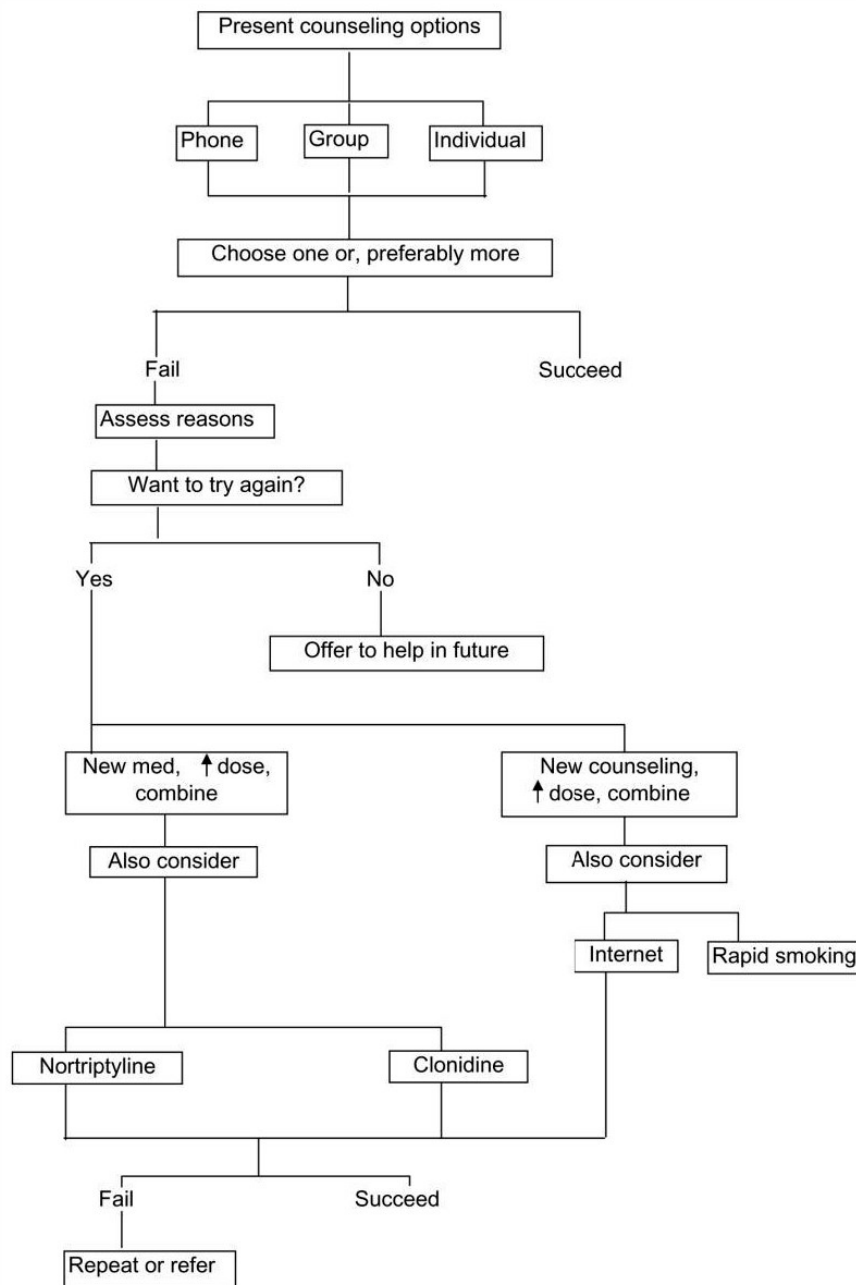 Present counseling options
Phone
Group
Individual
Choose one or, preferably more
Fail
Succeed
Assess reasons
Want to try again?
Yes
No
Offer to help in future
New med, ↑ dose,
combine
New counseling,
↑ dose, combine
Also consider
Also consider
Internet
Rapid smoking
Nortriptyline
Clonidine
Fail
Succeed
Repeat or refer